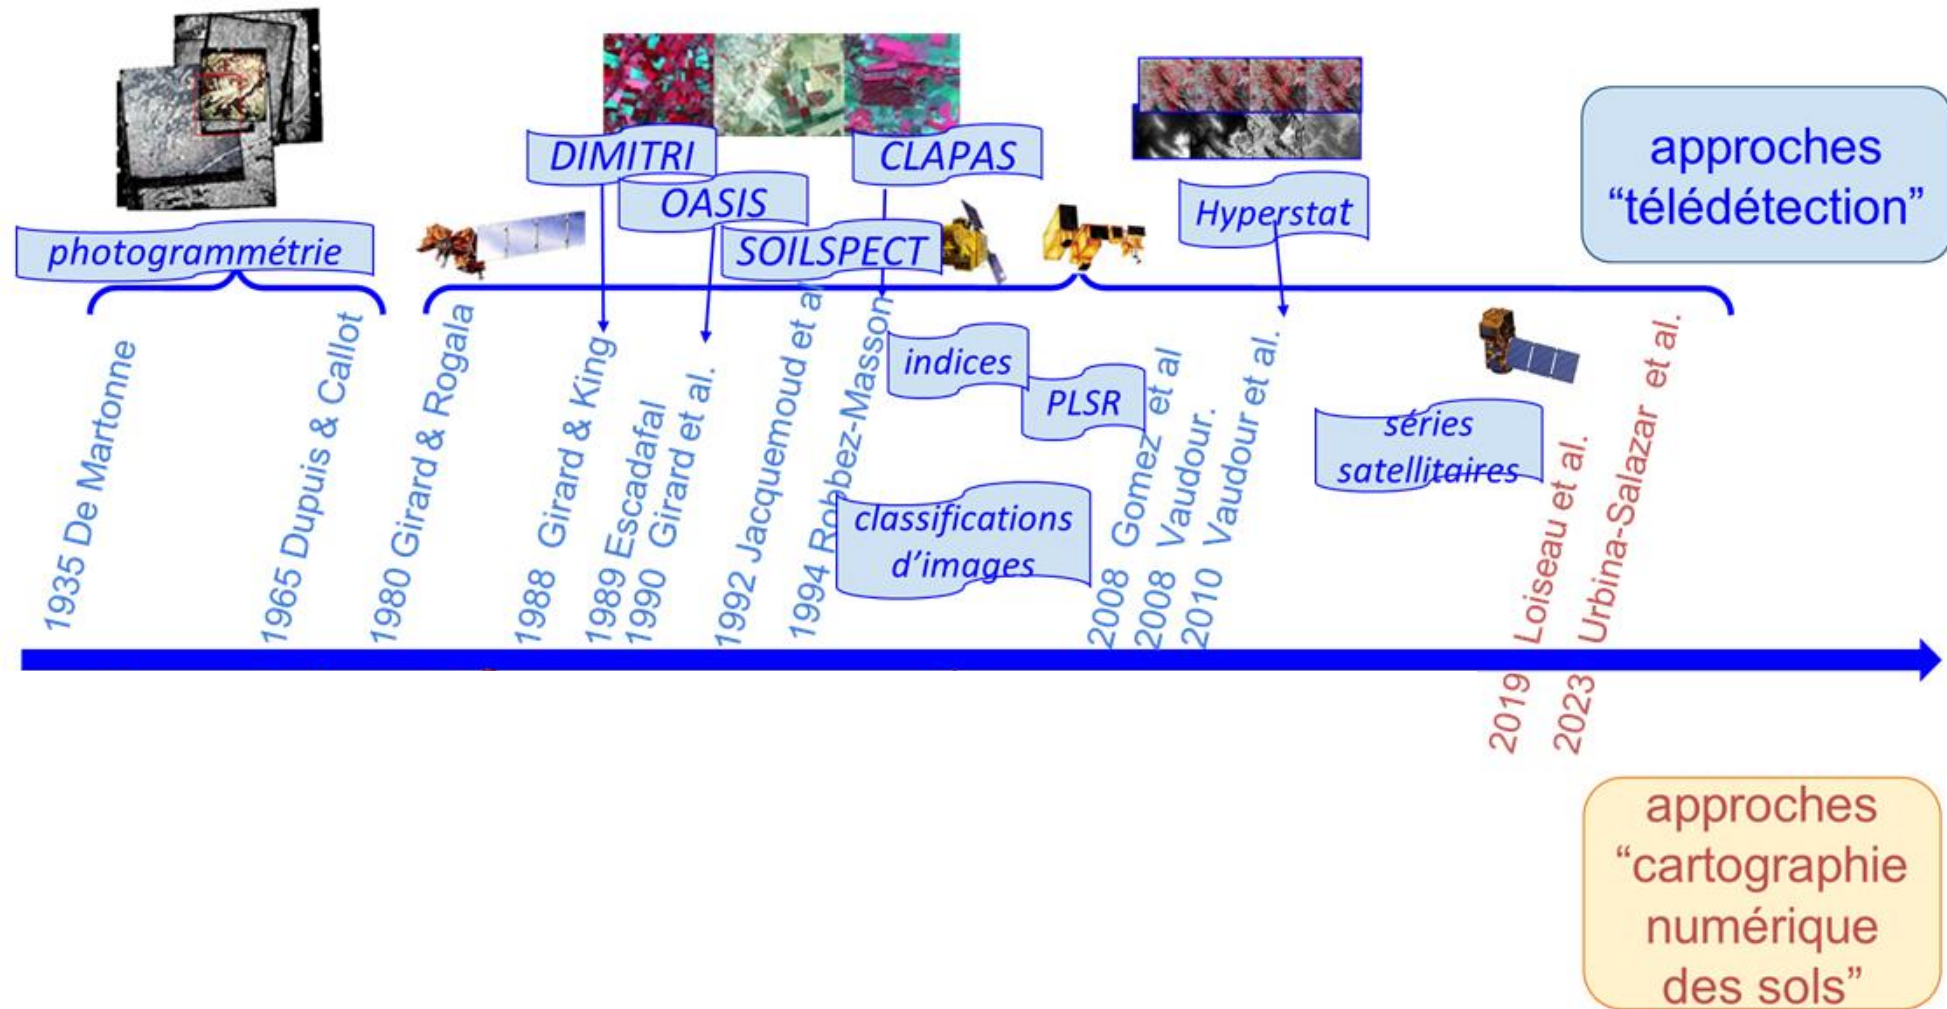 DIMITRI
OASIS
SOILSPECT
CLAPAS
Hyperstat
approches
“télédétection”
photogrammétrie
indices
PLSR
séries
satellitaires
classifications
d’images
1935 De Martonne
1965 Dupuis & Callot
1980 Girard & Rogala
1988 Girard & King
1989 Escadafal
1990 Girard et al.
1992 Jacquemoud et al
1994 Robbez-Masson
2008 Gomez et al
2008 Vaudour.
2010 Vaudour et al.
2019 Loiseau et al.
2023 Urbina-Salazar et al.
approches
“cartographie
numérique
des sols”